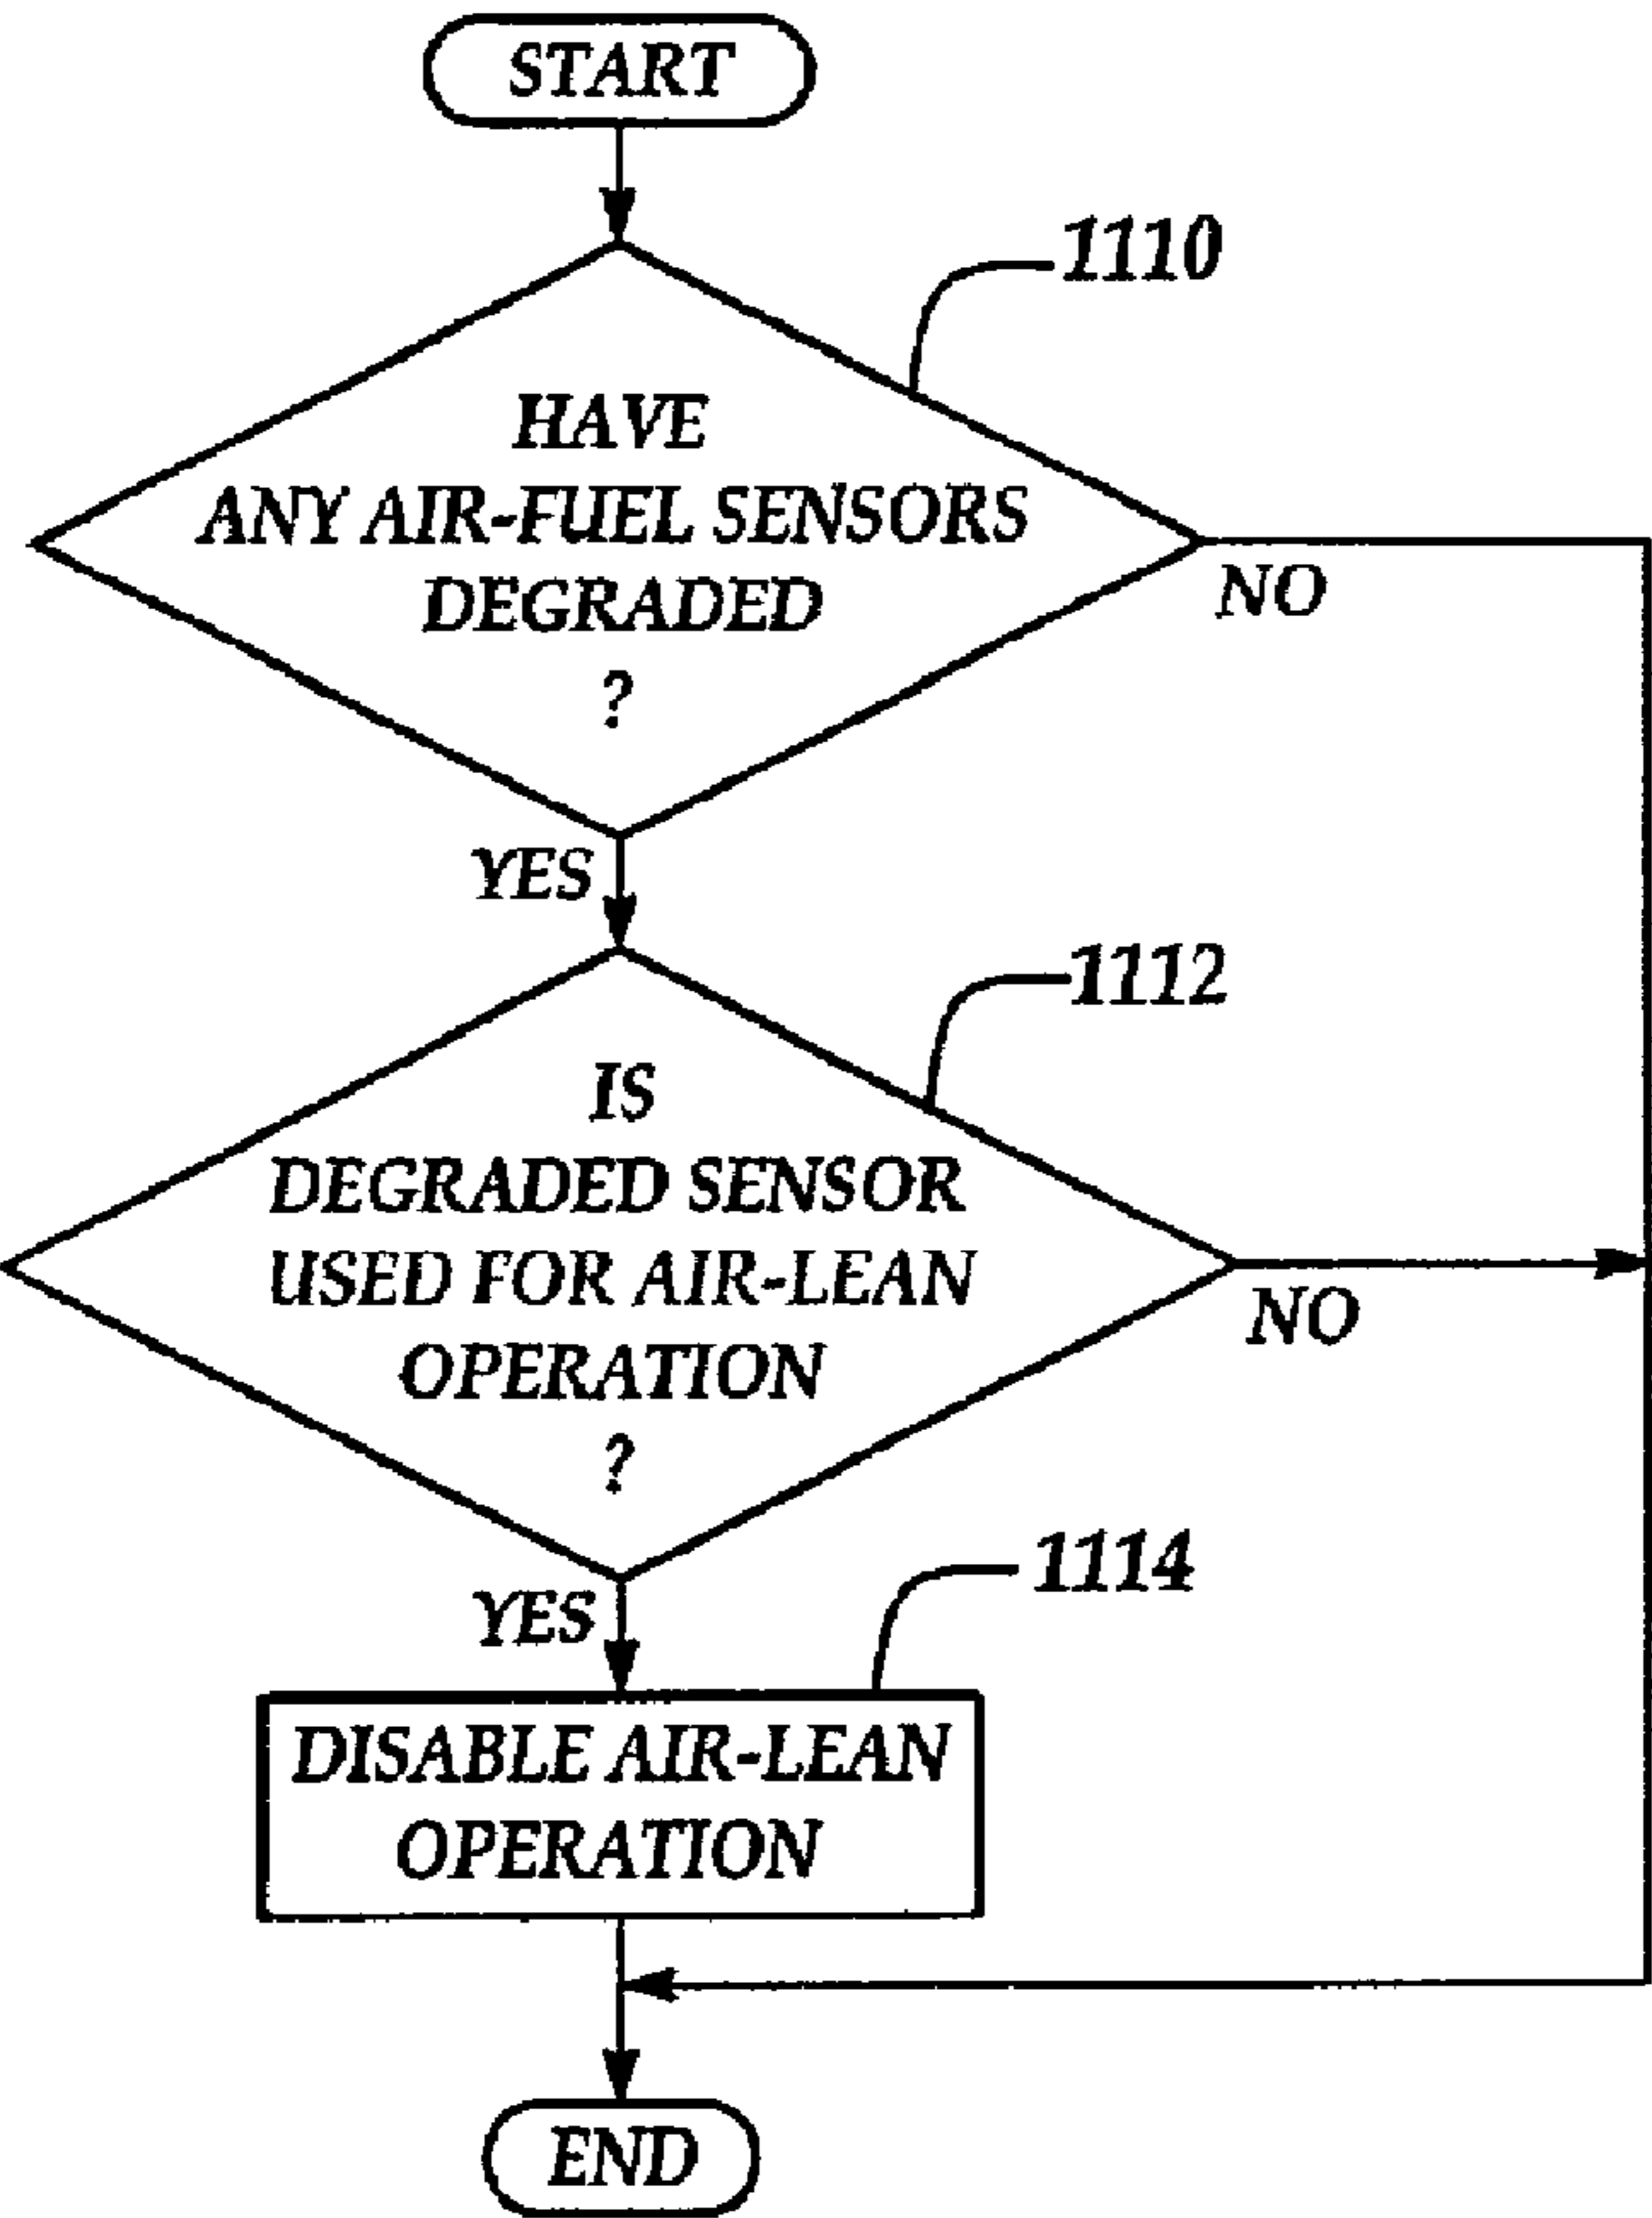 START
1110
HAVE
ANY AIR-FUEL SENSORS
DEGRADED
?
NO
YES
1112
IS
DEGRADED SENSOR
USED FOR AIR-LEAN
OPERATION
?
NO
YES
1114
DISABLE AIR-LEAN
OPERATION
END